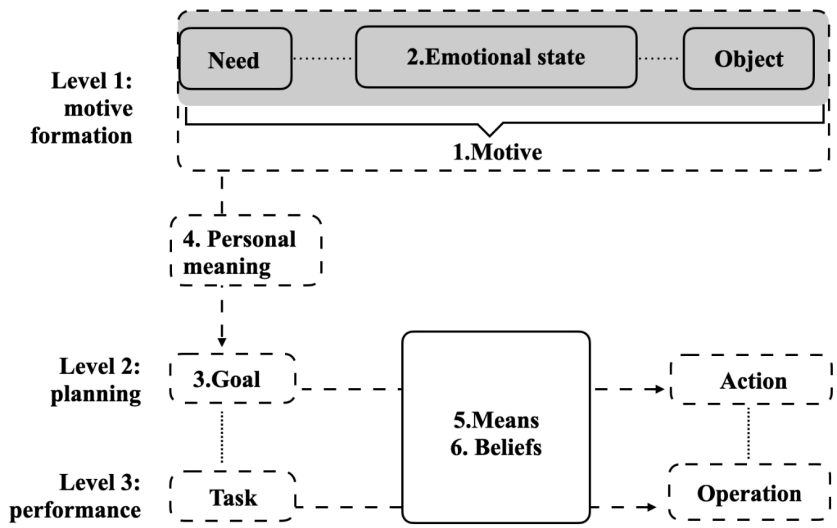 Level 1:
motive
formation
Need
2.Emotional state
Object
1.Motive
4. Personal
meaning
Level 2:
planning
3.Goal
5.Means
6. Beliefs
Action
Level 3:
performance
Task
Operation